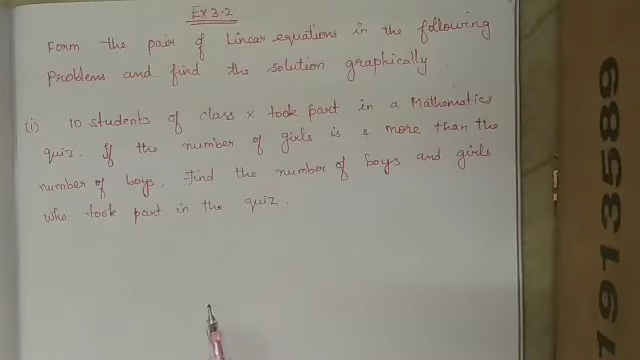 EX 3.2
Form the pair of Linear equations in the following
Problems and find the solution graphically.
(i) 10 students of class X took part in a Mathematics
quiz. If the number of girls is
more than the
number of boys, Find the number of boys and girls
who took part in the quiz.
7913589